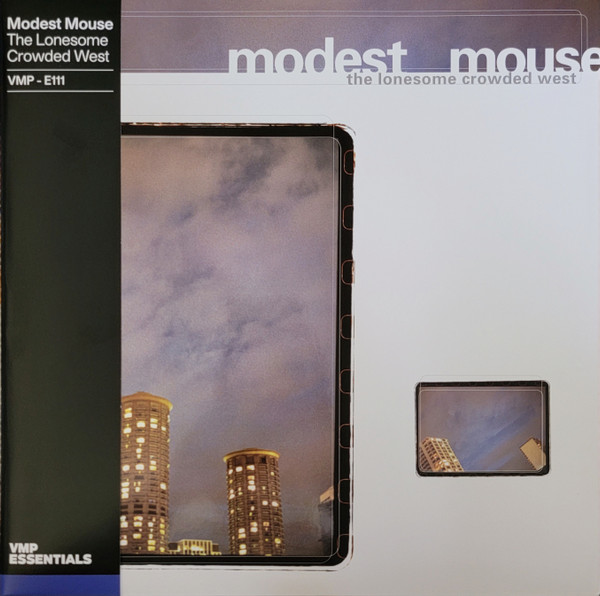 Modest Mouse
The Lonesome
Crowded West
VMP - E111
modest mouse
the lonesome crowded west
VMP
ESSENTIALS